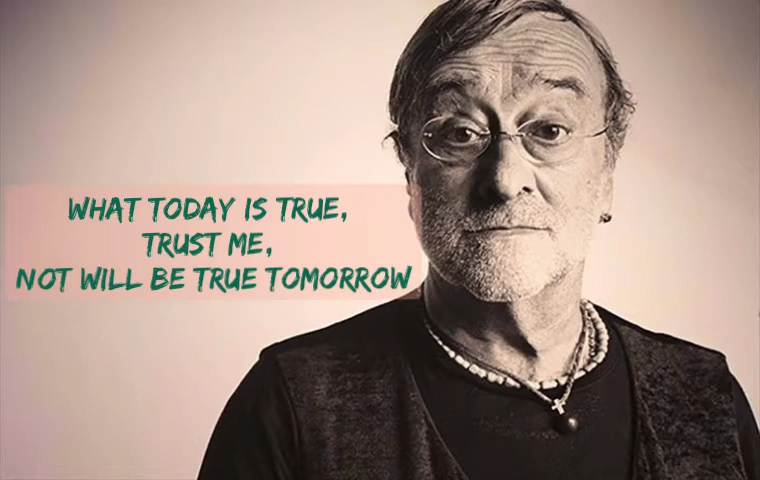 WHAT TODAY IS TRUE,
TRUST ME,
NOT WILL BE TRUE TOMORROW